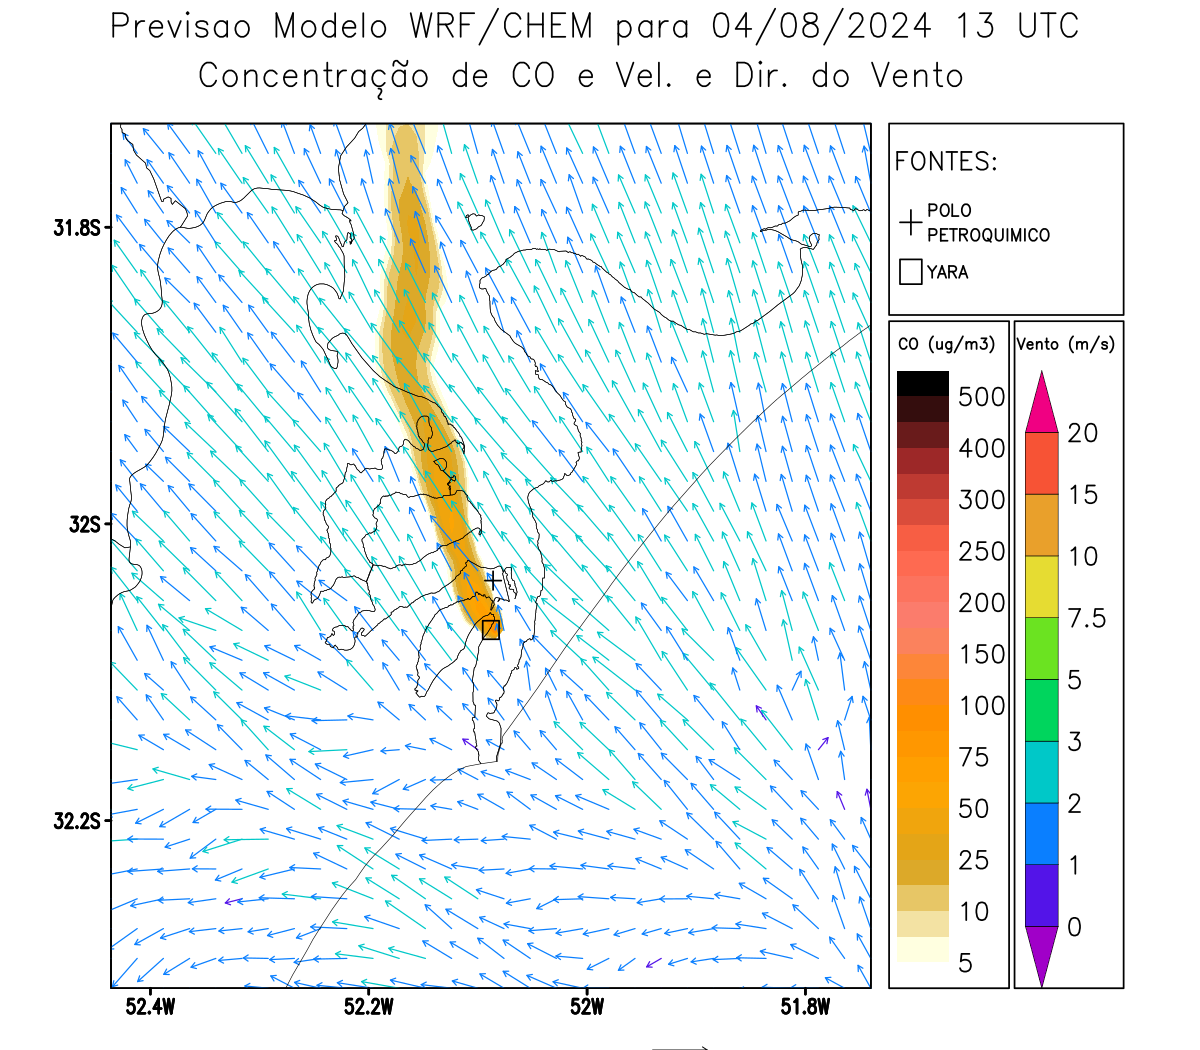 Previsao Modelo WRF/CHEM para 04/08/2024 13 UTC
Concentração de CO e Vel. e Dir. do Vento
FONTES:
POLO
PETROQUIMICO
YARA
CO (ug/m3)
500
400
300
250
200
150
100
75
50
25
10
5
Vento (m/s)
20
15
10
7.5
5
3
2
1
0
31.8S
32S
32.2S
52.4W
52.2W
52W
51.8W